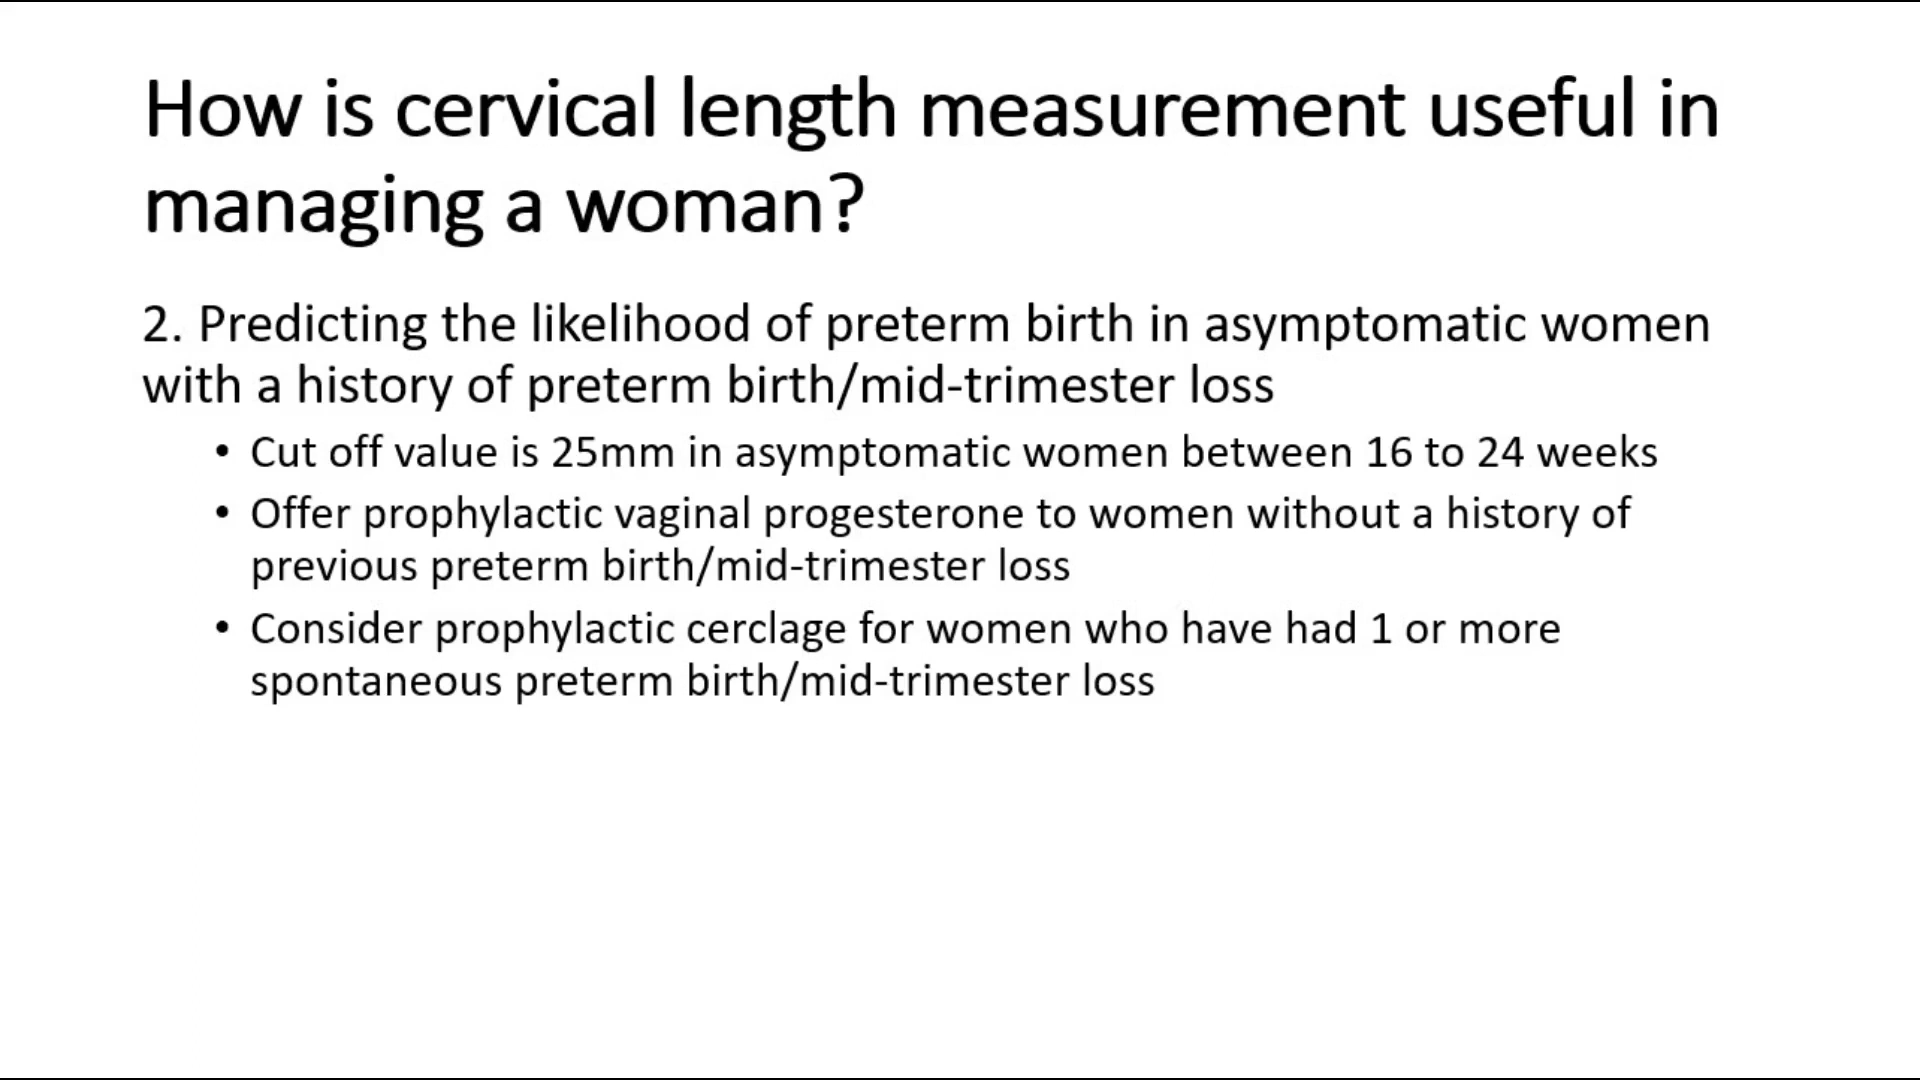 How is cervical length measurement useful in
managing a woman?
2. Predicting the likelihood of preterm birth in asymptomatic women
with a history of preterm birth/mid-trimester loss
• Cut off value is 25mm in asymptomatic women between 16 to 24 weeks
• Offer prophylactic vaginal progesterone to women without a history of
previous preterm birth/mid-trimester loss
• Consider prophylactic cerclage for women who have had 1 or more
spontaneous preterm birth/mid-trimester loss